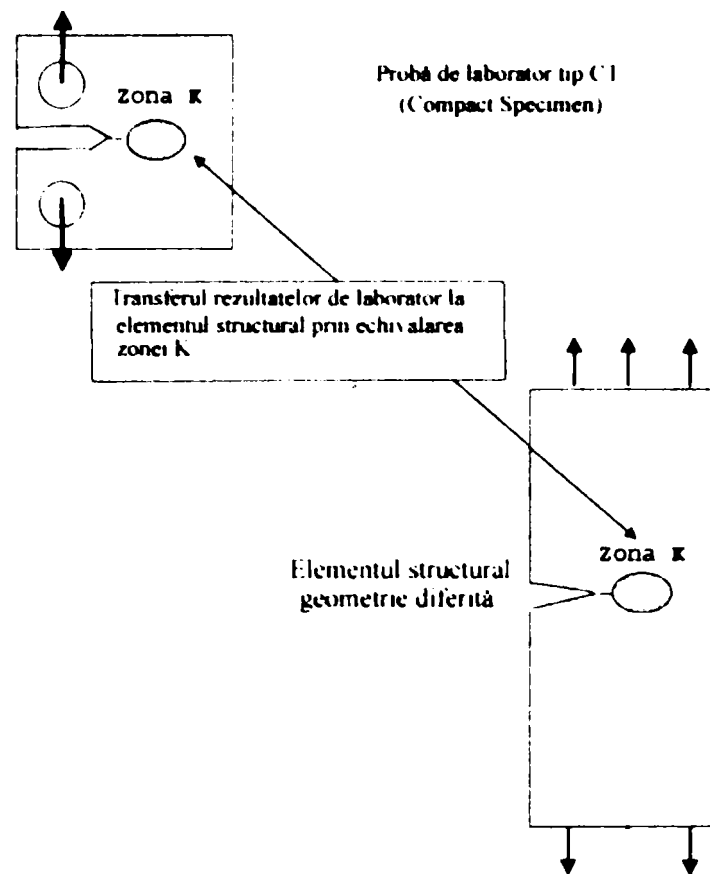 Probă de laborator tip CT
(Compact Specimen)
zona K
Transferul rezultatelor de laborator la
elementul structural prin echivalarea
zonei K
zona K
Elementul structural
geometrie diferită